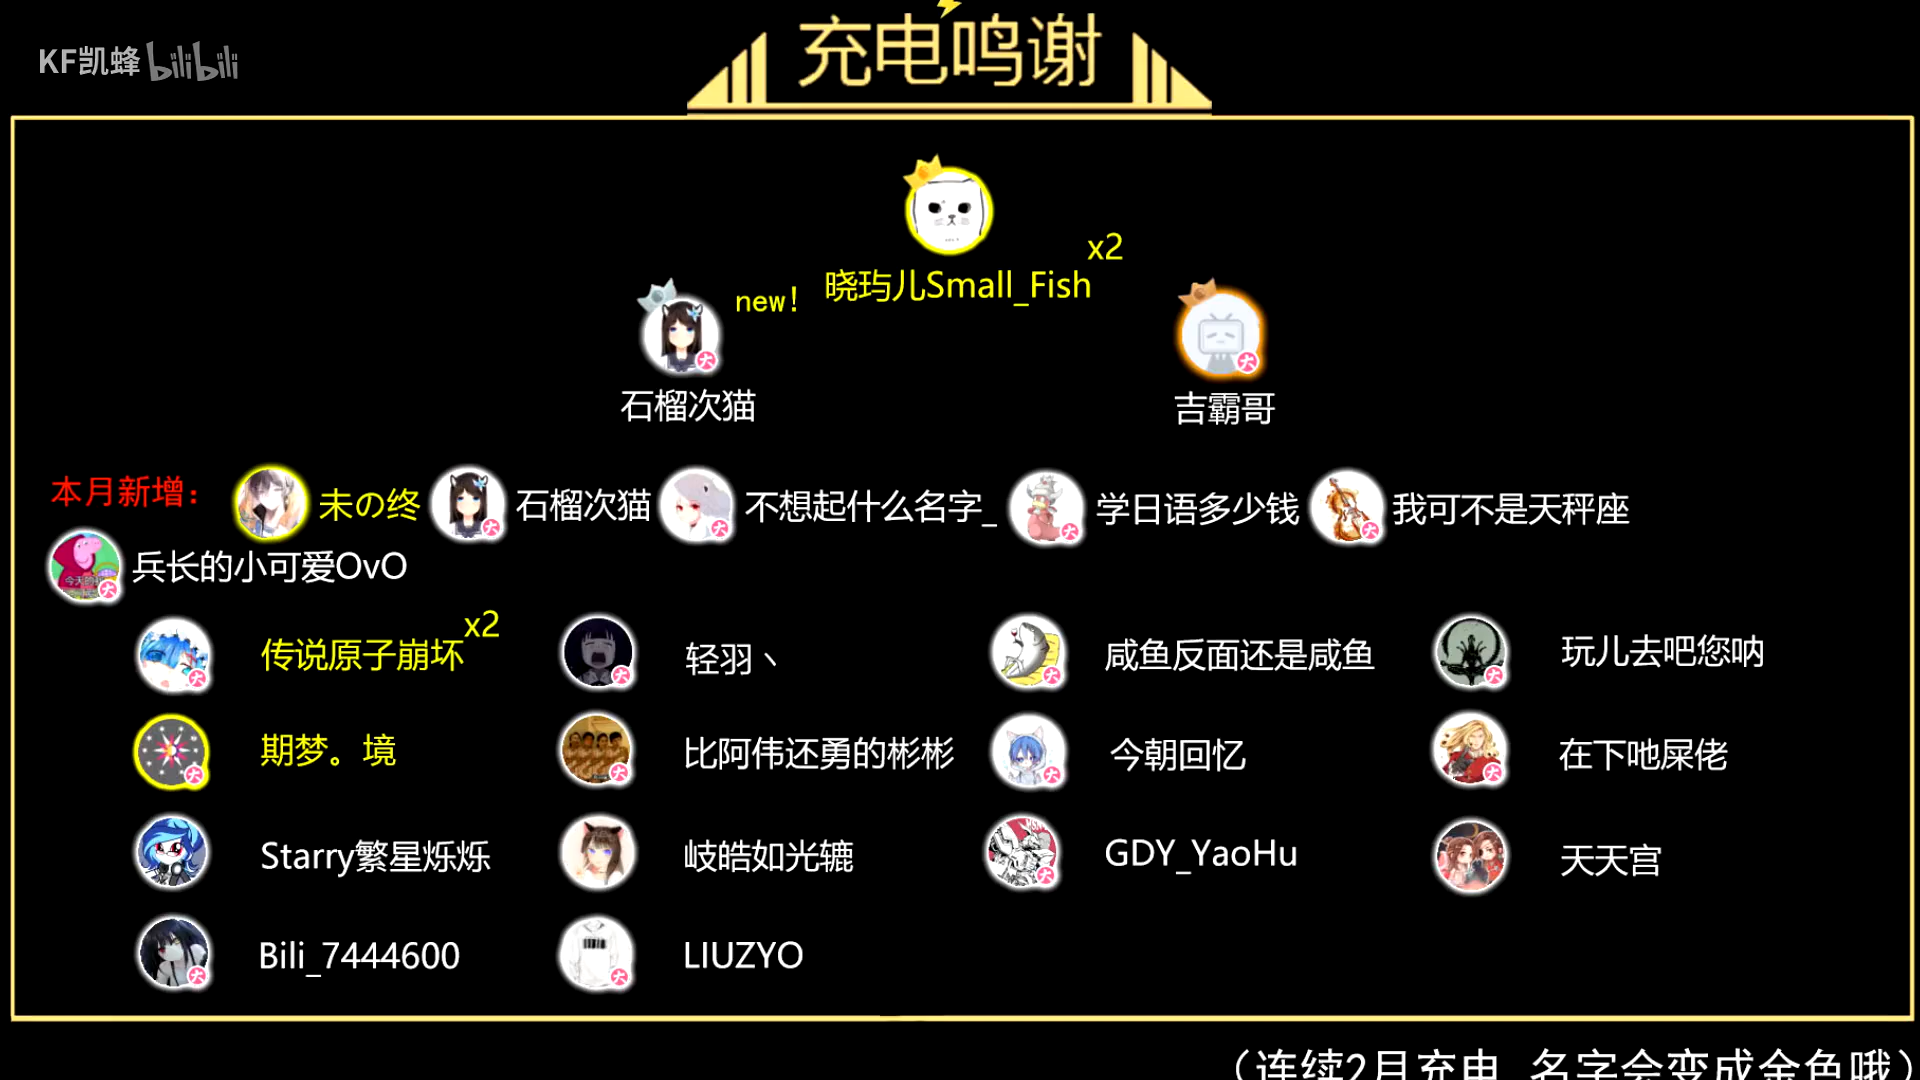 KF凯蜂 bilibili
充电鸣谢
x2
晓玙儿Small_Fish
new!
石榴次猫
吉霸哥
本月新增：
未の终 石榴次猫 不想起什么名字_ 学日语多少钱 我可不是天秤座
兵长的小可爱OvO
传说原子崩坏 x2 轻羽丶 咸鱼反面还是咸鱼 玩儿去吧您呐
期梦。境 比阿伟还勇的彬彬 今朝回忆 在下吔屎佬
Starry繁星烁烁 岐皓如光辘 GDY_YaoHu 天天宫
Bili_7444600 LIUZYO
（连续2月充电 名字会变成金色哦）